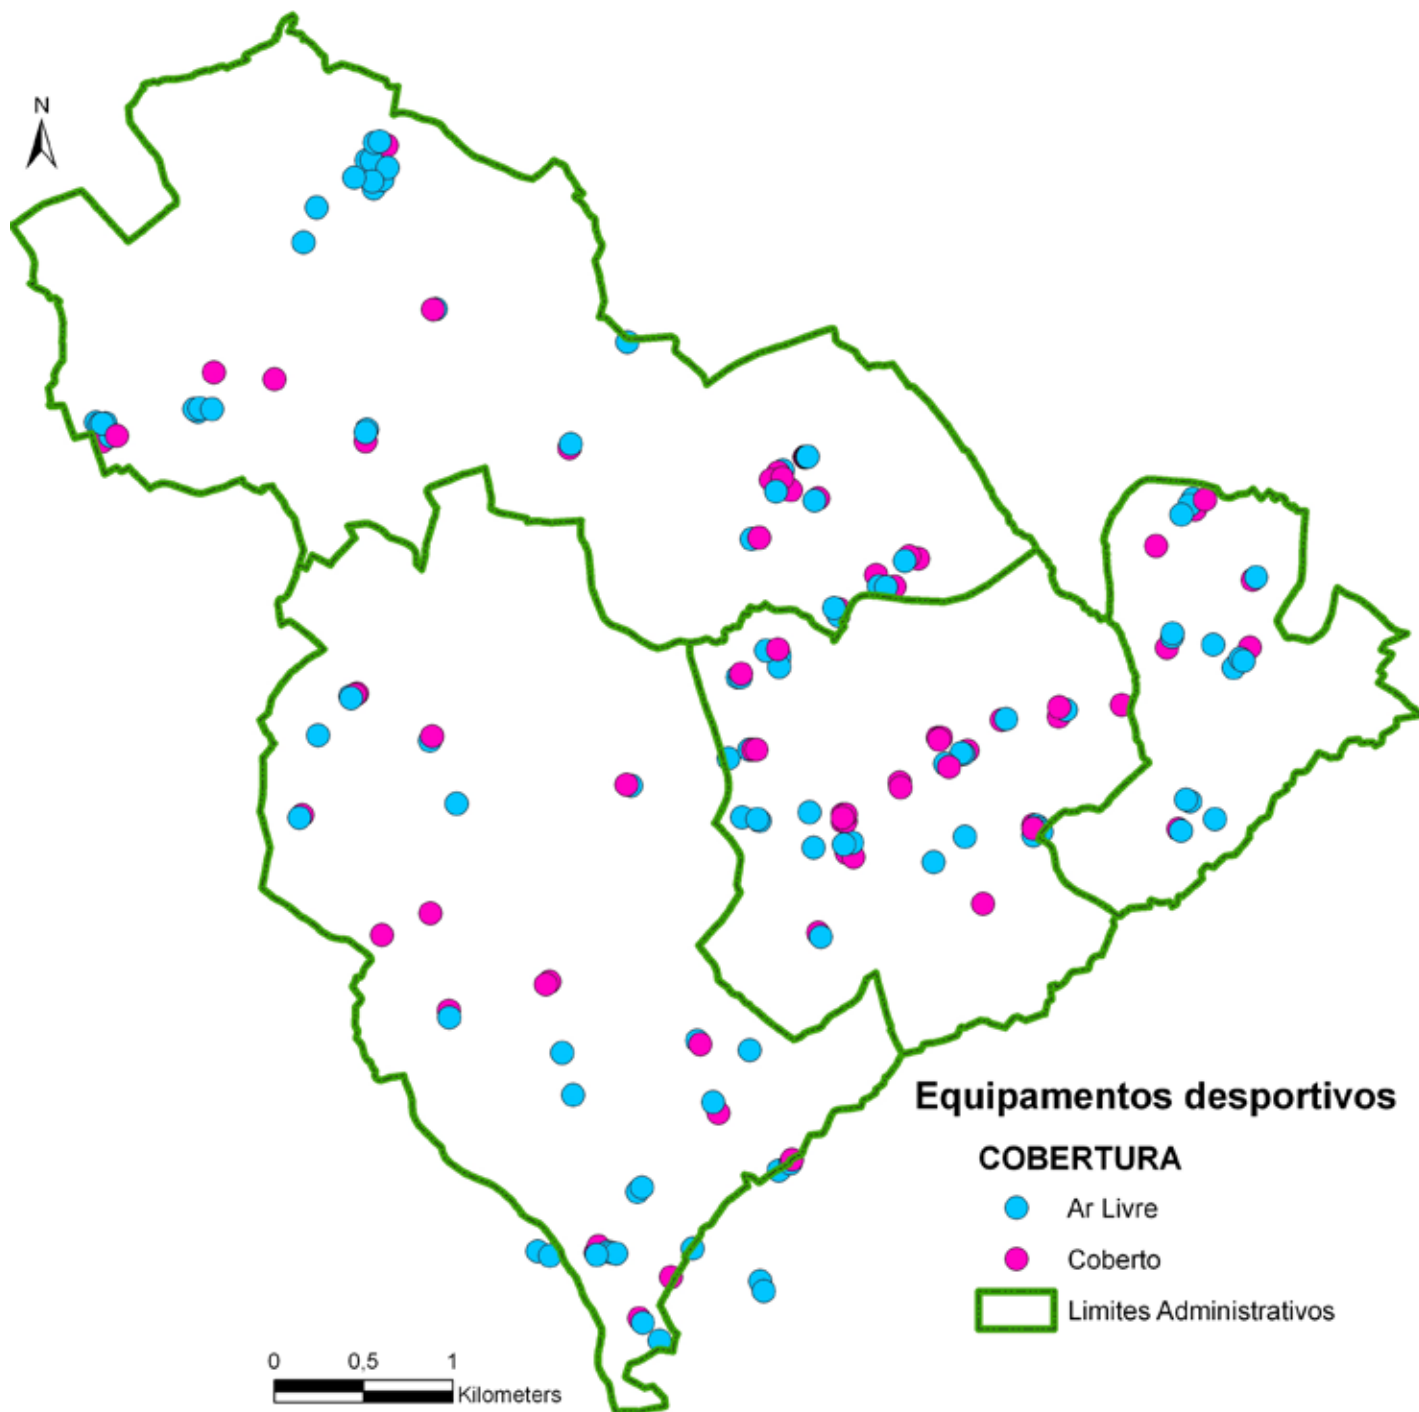 N
Equipamentos desportivos
COBERTURA
Ar Livre
Coberto
Limites Administrativos
0 0,5 1
Kilometers